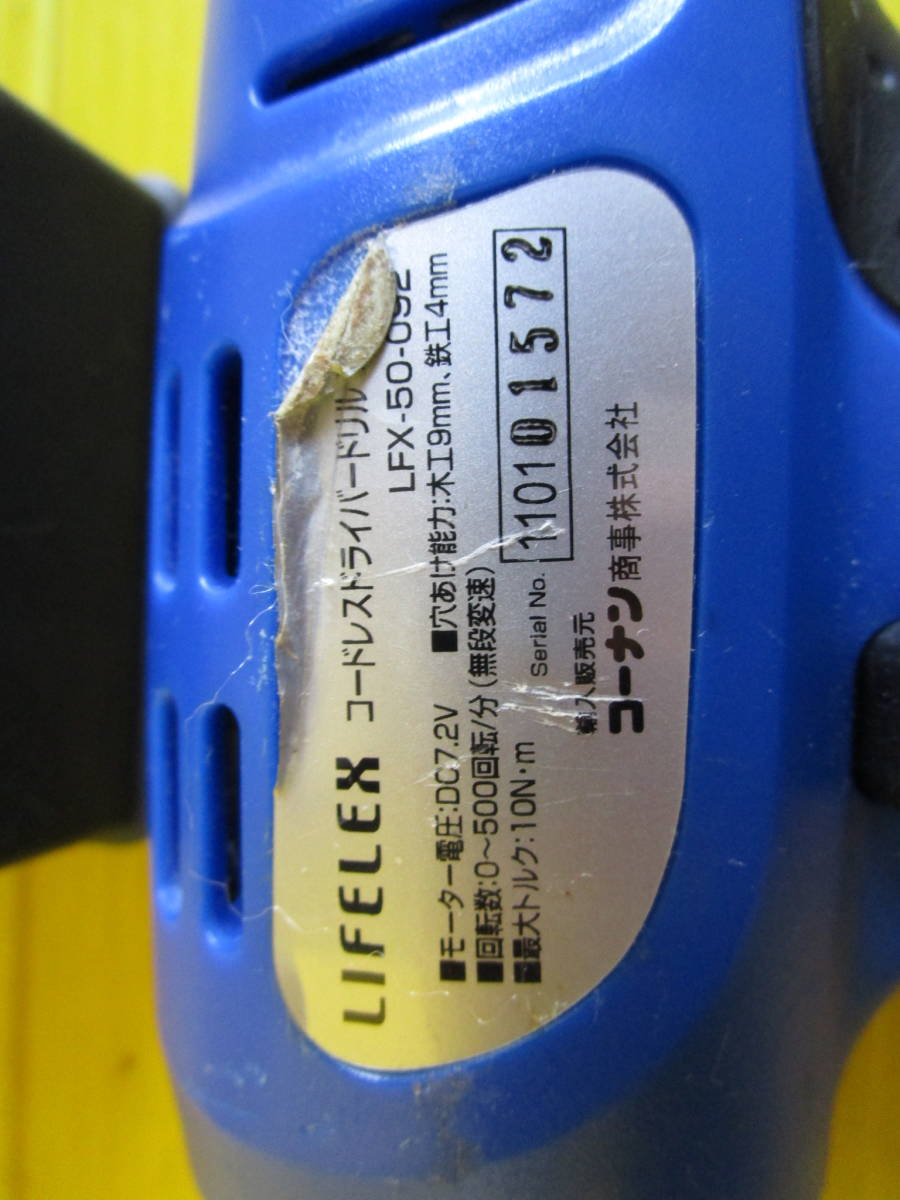 LIFELEX コードレスドライバードリル
LFX-50-092
■モーター電圧:DC7.2V ■穴あけ能力:木工9mm、鉄工4mm
■回転数:0～500回転/分(無段変速)
■最大トルク:10N·m Serial No. 11010 1572
輸入販売元
コーナン商事株式会社